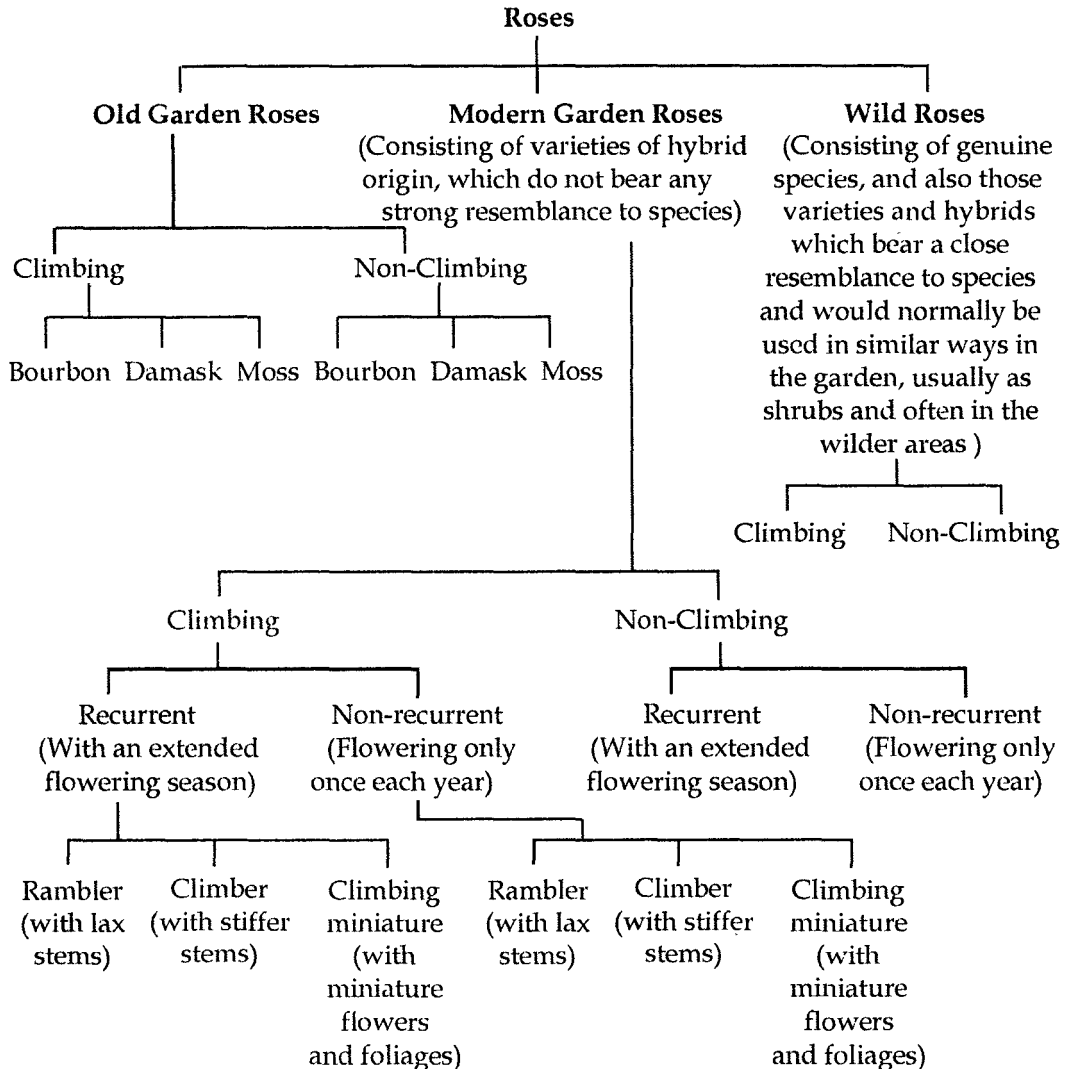 Roses
Old Garden Roses
Modern Garden Roses
(Consisting of varieties of hybrid
origin, which do not bear any
strong resemblance to species)
Wild Roses
(Consisting of genuine
species, and also those
varieties and hybrids
which bear a close
resemblance to species
and would normally be
used in similar ways in
the garden, usually as
shrubs and often in the
wilder areas )
Climbing
Non-Climbing
Bourbon Damask Moss
Bourbon Damask Moss
Climbing
Non-Climbing
Climbing
Non-Climbing
Recurrent
(With an extended
flowering season)
Non-recurrent
(Flowering only
once each year)
Recurrent
(With an extended
flowering season)
Non-recurrent
(Flowering only
once each year)
Rambler
(with lax
stems)
Climber
(with stiffer
stems)
Climbing
miniature
(with
miniature
flowers
and foliages)
Rambler
(with lax
stems)
Climber
(with stiffer
stems)
Climbing
miniature
(with
miniature
flowers
and foliages)